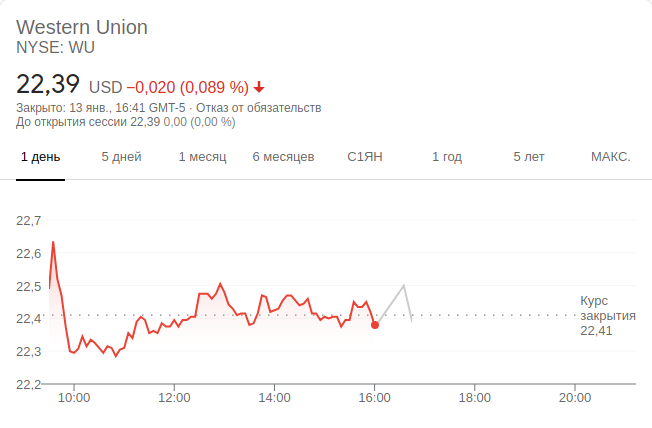 Western Union
NYSE: WU
22,39 USD −0,020 (0,089 %)
Закрыто: 13 янв., 16:41 GMT-5 · Отказ от обязательств
До открытия сессии 22,39 0,00 (0,00 %)
1 день 5 дней 1 месяц 6 месяцев С1ЯН 1 год 5 лет МАКС.
22,7
22,6
22,5
22,4
22,3
22,2
Курс
закрытия
22,41
10:00 12:00 14:00 16:00 18:00 20:00